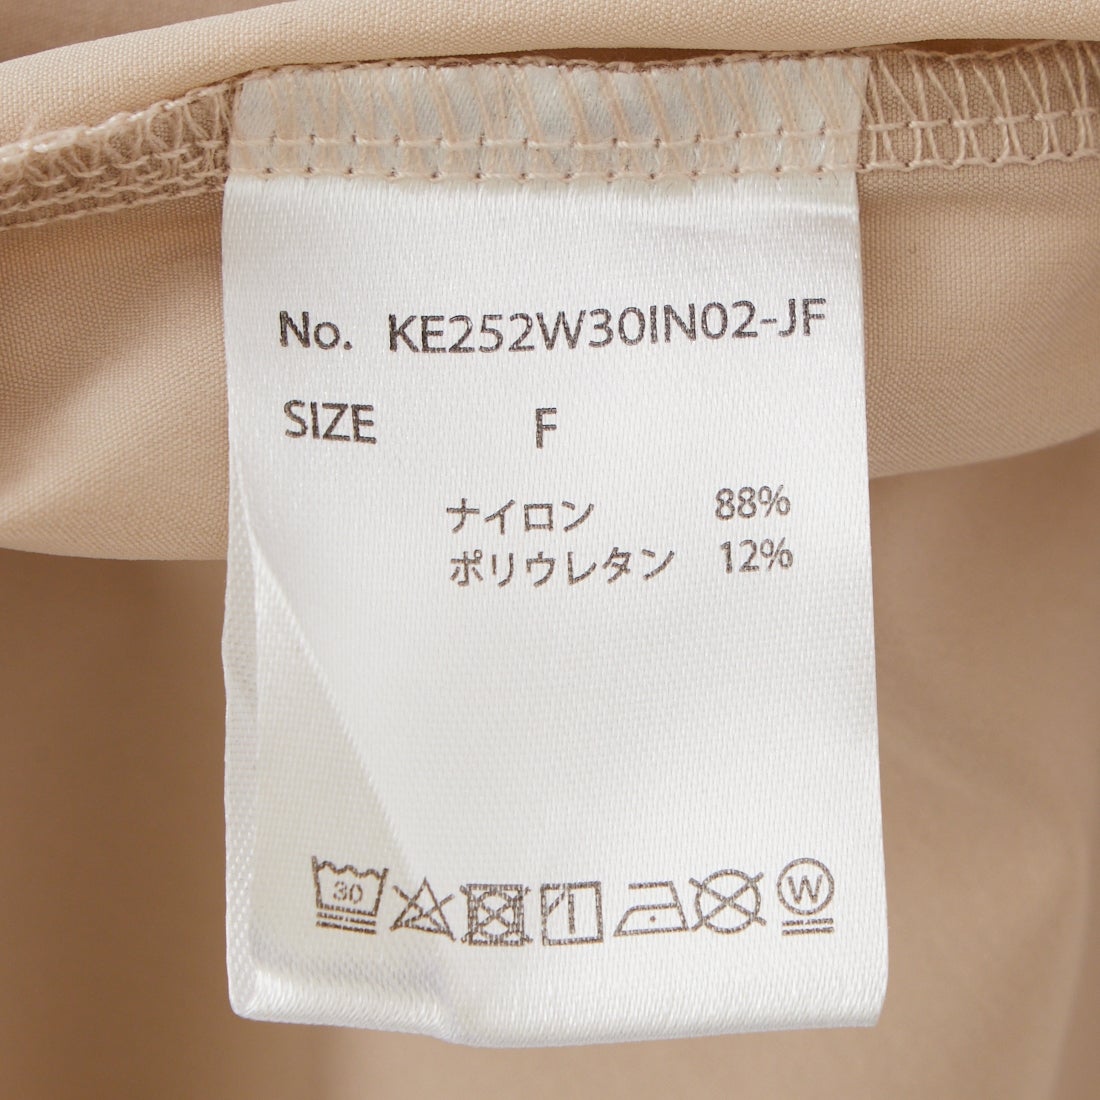 No. KE252W30IN02-JF
SIZE F
ナイロン 88%
ポリウレタン 12%
30 W